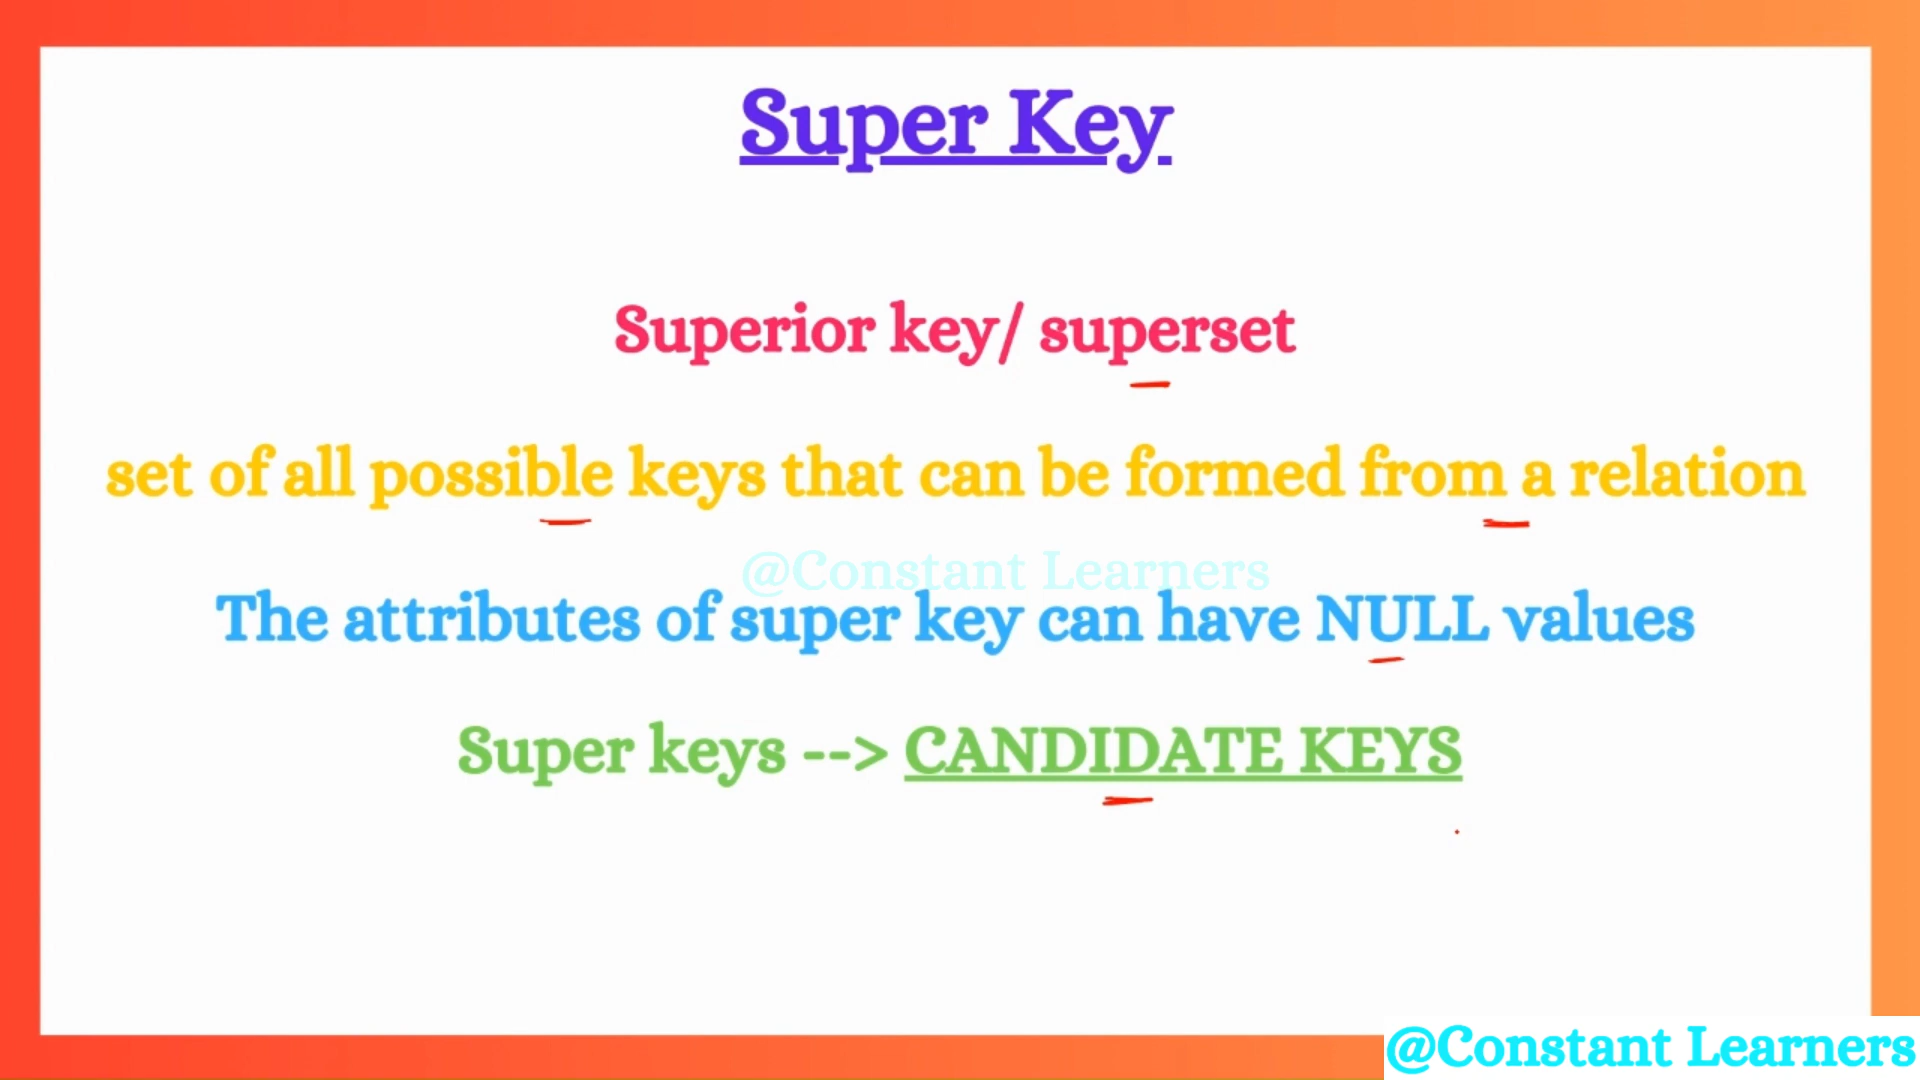 Super Key
Superior key/ superset
set of all possible keys that can be formed from a relation
@Constant Learners
The attributes of super key can have NULL values
Super keys --> CANDIDATE KEYS
@Constant Learners